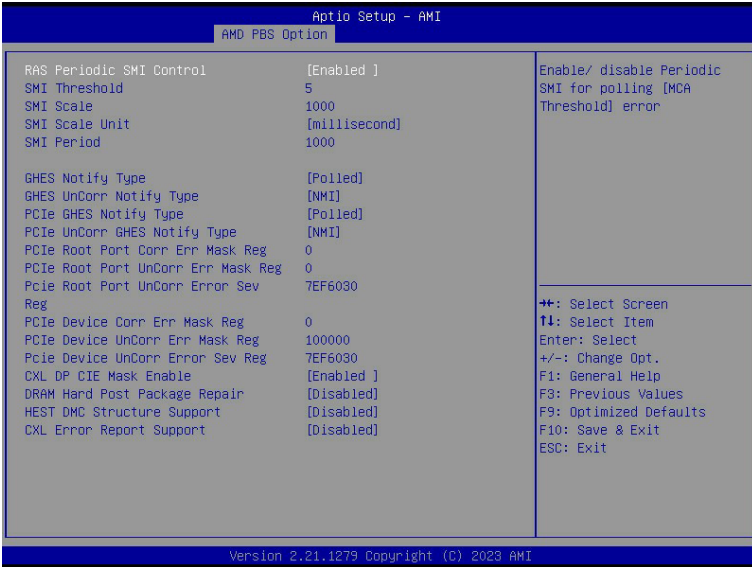 Aptio Setup - AMI
AMD PBS Option
RAS Periodic SMI Control [Enabled ]
SMI Threshold 5
SMI Scale 1000
SMI Scale Unit [millisecond]
SMI Period 1000
GHES Notify Type [Polled]
GHES UnCorr Notify Type [NMI]
PCIe GHES Notify Type [Polled]
PCIe UnCorr GHES Notify Type [NMI]
PCIe Root Port Corr Err Mask Reg 0
PCIe Root Port UnCorr Err Mask Reg 0
Pcie Root Port UnCorr Error Sev 7EF6030
Reg
PCIe Device Corr Err Mask Reg 0
PCIe Device UnCorr Err Mask Reg 100000
Pcie Device UnCorr Error Sev Reg 7EF6030
CXL DP CIE Mask Enable [Enabled ]
DRAM Hard Post Package Repair [Disabled]
HEST DMC Structure Support [Disabled]
CXL Error Report Support [Disabled]
Enable/ disable Periodic
SMI for polling [MCA
Threshold] error
→←: Select Screen
↑↓: Select Item
Enter: Select
+/-: Change Opt.
F1: General Help
F3: Previous Values
F9: Optimized Defaults
F10: Save & Exit
ESC: Exit
Version 2.21.1279 Copyright (C) 2023 AMI